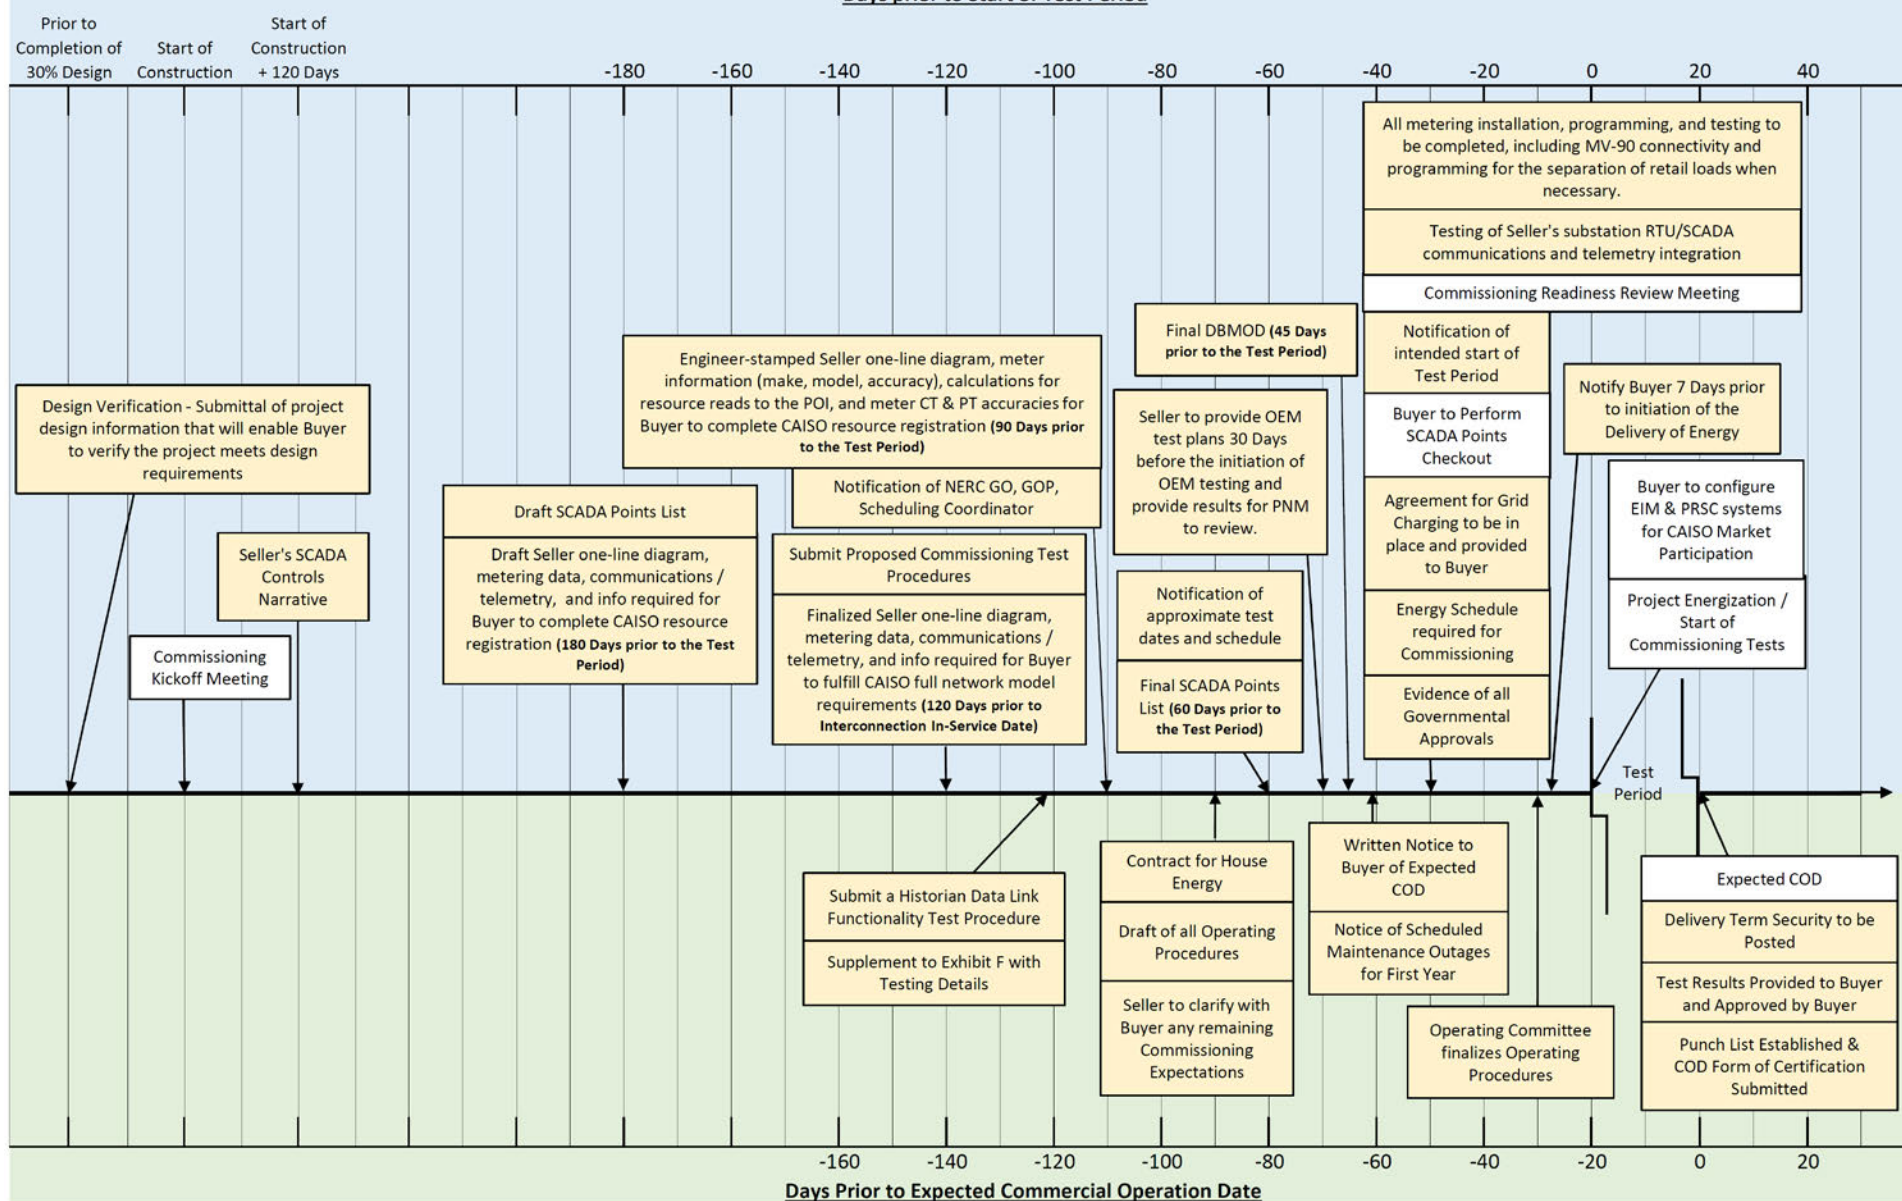 Days prior to Start of Test Period
Prior to
Completion of
30% Design
Start of
Construction
Start of
Construction
+ 120 Days
-180
-160
-140
-120
-100
-80
-60
-40
-20
0
20
40
All metering installation, programming, and testing to
be completed, including MV-90 connectivity and
programming for the separation of retail loads when
necessary.
Testing of Seller's substation RTU/SCADA
communications and telemetry integration
Commissioning Readiness Review Meeting
Final DBMOD (45 Days
prior to the Test Period)
Notification of
intended start of
Test Period
Engineer-stamped Seller one-line diagram, meter
information (make, model, accuracy), calculations for
resource reads to the POI, and meter CT & PT accuracies for
Buyer to complete CAISO resource registration (90 Days prior
to the Test Period)
Notify Buyer 7 Days prior
to initiation of the
Delivery of Energy
Design Verification - Submittal of project
design information that will enable Buyer
to verify the project meets design
requirements
Seller to provide OEM
test plans 30 Days
before the initiation of
OEM testing and
provide results for PNM
to review.
Buyer to Perform
SCADA Points
Checkout
Notification of NERC GO, GOP,
Scheduling Coordinator
Buyer to configure
EIM & PRSC systems
for CAISO Market
Participation
Draft SCADA Points List
Agreement for Grid
Charging to be in
place and provided
to Buyer
Seller's SCADA
Controls
Narrative
Draft Seller one-line diagram,
metering data, communications /
telemetry, and info required for
Buyer to complete CAISO resource
registration (180 Days prior to the Test
Period)
Submit Proposed Commissioning Test
Procedures
Notification of
approximate test
dates and schedule
Project Energization /
Start of
Commissioning Tests
Finalized Seller one-line diagram,
metering data, communications /
telemetry, and info required for Buyer
to fulfill CAISO full network model
requirements (120 Days prior to
Interconnection In-Service Date)
Energy Schedule
required for
Commissioning
Commissioning
Kickoff Meeting
Final SCADA Points
List (60 Days prior to
the Test Period)
Evidence of all
Governmental
Approvals
Test
Period
Submit a Historian Data Link
Functionality Test Procedure
Supplement to Exhibit F with
Testing Details
Contract for House
Energy
Draft of all Operating
Procedures
Seller to clarify with
Buyer any remaining
Commissioning
Expectations
Written Notice to
Buyer of Expected
COD
Notice of Scheduled
Maintenance Outages
for First Year
Operating Committee
finalizes Operating
Procedures
Expected COD
Delivery Term Security to be
Posted
Test Results Provided to Buyer
and Approved by Buyer
Punch List Established &
COD Form of Certification
Submitted
-160
-140
-120
-100
-80
-60
-40
-20
0
20
Days Prior to Expected Commercial Operation Date